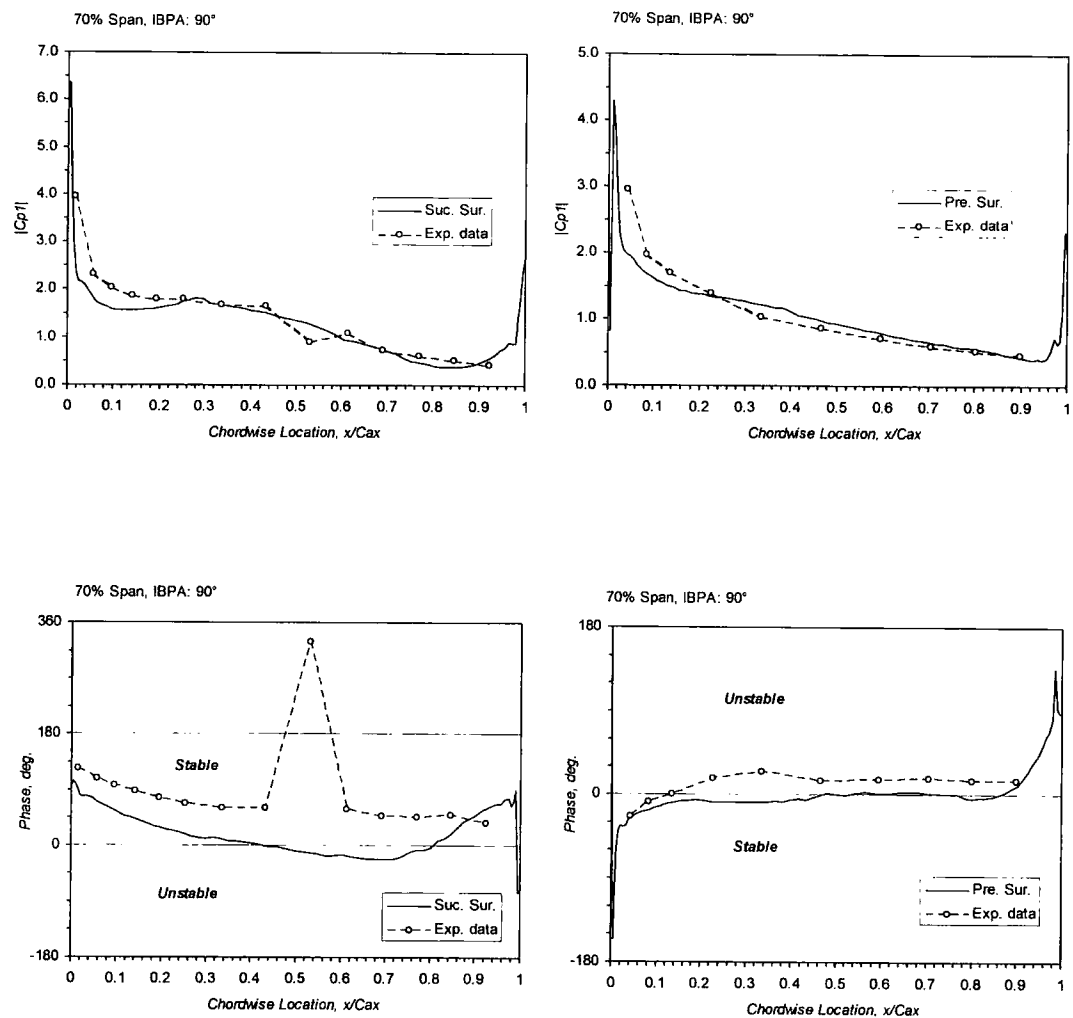 70% Span, IBPA: 90°
7.0
6.0
5.0
4.0
3.0
2.0
1.0
0.0
|Cp1|
Suc. Sur.
Exp. data
0 0.1 0.2 0.3 0.4 0.5 0.6 0.7 0.8 0.9 1
Chordwise Location, x/Cax
70% Span, IBPA: 90°
5.0
4.0
3.0
2.0
1.0
0.0
|Cp1|
Pre. Sur.
Exp. data
0 0.1 0.2 0.3 0.4 0.5 0.6 0.7 0.8 0.9 1
Chordwise Location, x/Cax
70% Span, IBPA: 90°
360
180
0
-180
Phase, deg.
Stable
Unstable
Suc. Sur.
Exp. data
0 0.1 0.2 0.3 0.4 0.5 0.6 0.7 0.8 0.9 1
Chordwise Location, x/Cax
70% Span, IBPA: 90°
180
0
-180
Phase, deg.
Unstable
Stable
Pre. Sur.
Exp. data
0 0.1 0.2 0.3 0.4 0.5 0.6 0.7 0.8 0.9 1
Chordwise Location, x/Cax